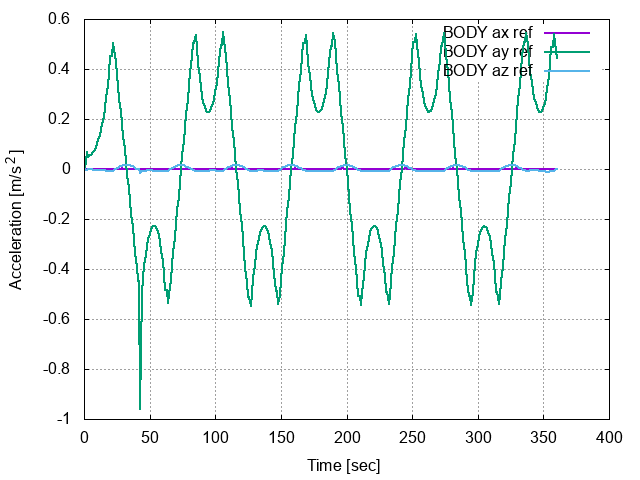 BODY ax ref
BODY ay ref
BODY az ref
0.6
0.4
0.2
0
-0.2
-0.4
-0.6
-0.8
-1
0 50 100 150 200 250 300 350 400
Acceleration [m/s²]
Time [sec]